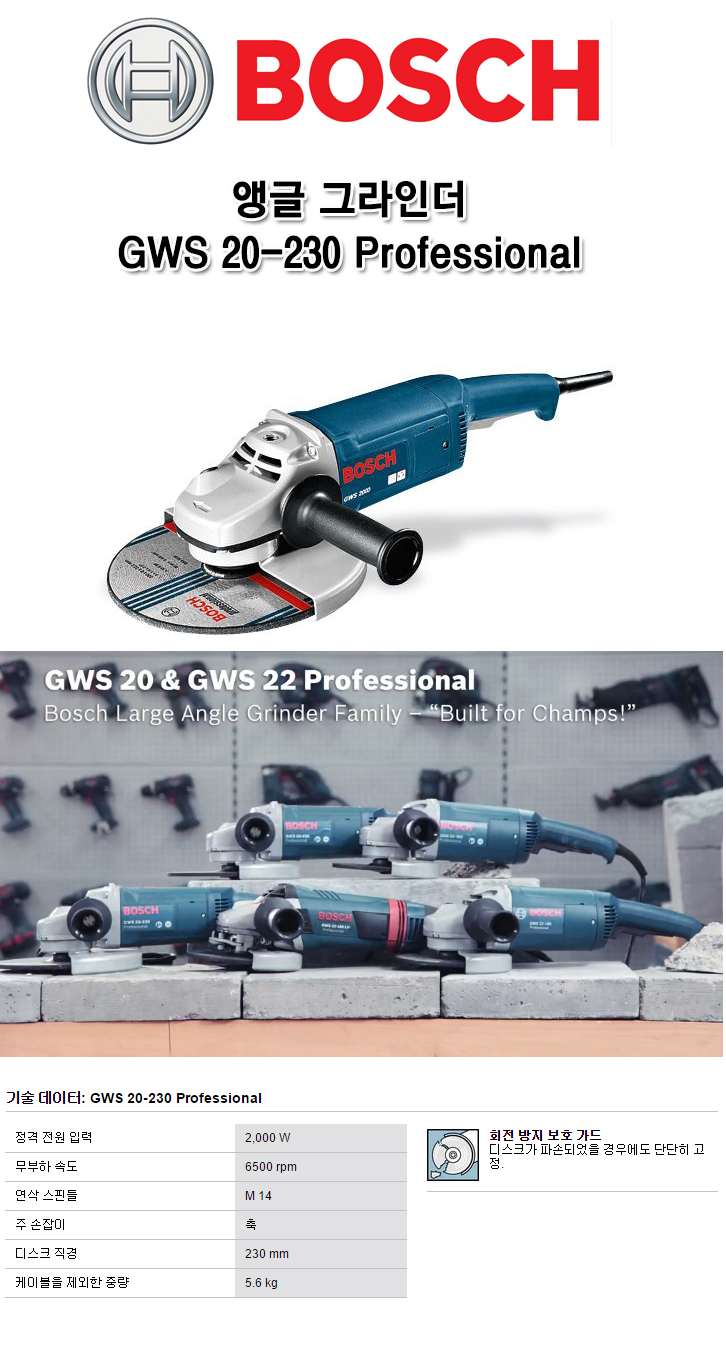 BOSCH
앵글 그라인더
GWS 20-230 Professional
BOSCH
GWS 2000
BOSCH
GWS 20 & GWS 22 Professional
Bosch Large Angle Grinder Family – “Built for Champs!”
BOSCH
BOSCH
BOSCH
BOSCH
BOSCH
기술 데이터: GWS 20-230 Professional
정격 전원 입력 2,000 W
무부하 속도 6500 rpm
연삭 스핀들 M 14
주 손잡이 축
디스크 직경 230 mm
케이블을 제외한 중량 5.6 kg
회전 방지 보호 가드
디스크가 파손되었을 경우에도 단단히 고
정.